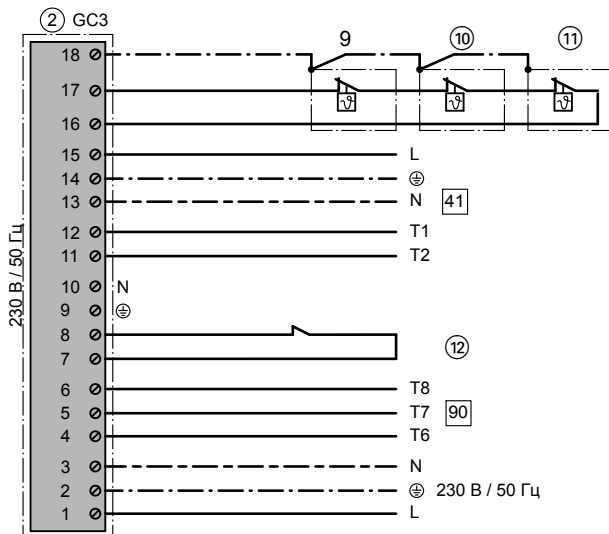 ② GC3
9 ⑩ ⑪
18
17 ϑ ϑ ϑ
16
15 L
14
13 N 41
12 T1
11 T2
10 N
9
8
7 ⑫
6 T8
5 T7 90
4 T6
3 N
2 230 В / 50 Гц
1 L
230 В / 50 Гц